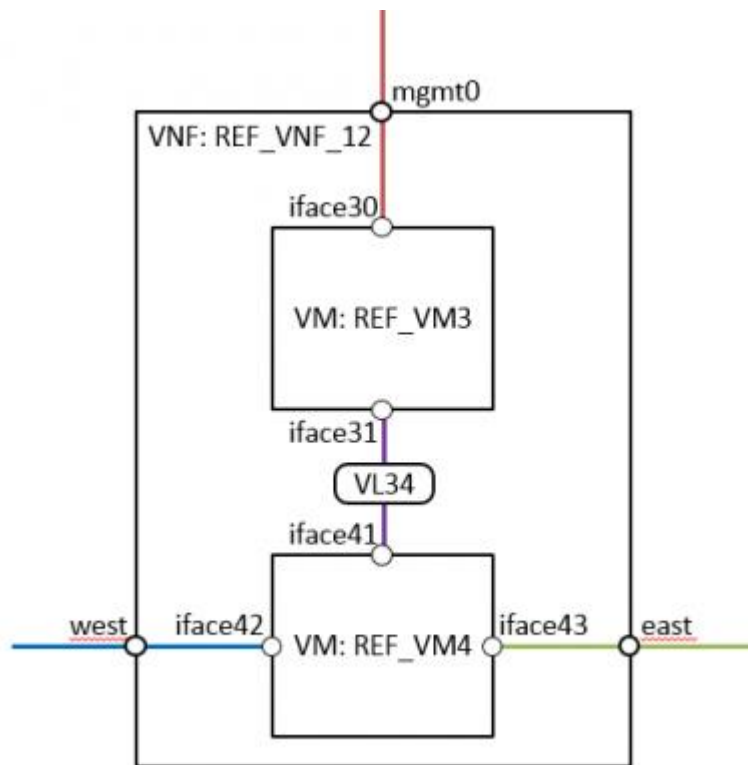 mgmt0
VNF: REF_VNF_12
iface30
VM: REF_VM3
iface31
VL34
iface41
west
iface42
VM: REF_VM4
iface43
east